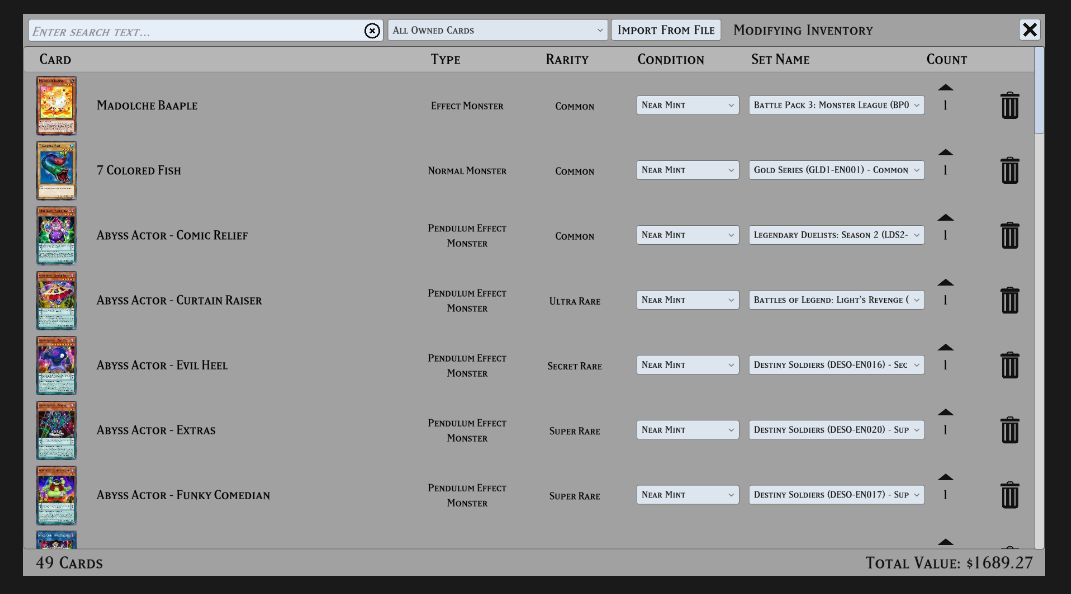 Enter search text...
All Owned Cards
Import From File
Modifying Inventory
Card Type Rarity Condition Set Name Count
Madolche Baaple Effect Monster Common Near Mint Battle Pack 3: Monster League (BP0 1
7 Colored Fish Normal Monster Common Near Mint Gold Series (GLD1-EN001) - Common 1
Abyss Actor - Comic Relief Pendulum Effect Monster Common Near Mint Legendary Duelists: Season 2 (LDS2- 1
Abyss Actor - Curtain Raiser Pendulum Effect Monster Ultra Rare Near Mint Battles of Legend: Light's Revenge ( 1
Abyss Actor - Evil Heel Pendulum Effect Monster Secret Rare Near Mint Destiny Soldiers (DESO-EN016) - Sec 1
Abyss Actor - Extras Pendulum Effect Monster Super Rare Near Mint Destiny Soldiers (DESO-EN020) - Sup 1
Abyss Actor - Funky Comedian Pendulum Effect Monster Super Rare Near Mint Destiny Soldiers (DESO-EN017) - Sup 1
49 Cards
Total Value: $1689.27